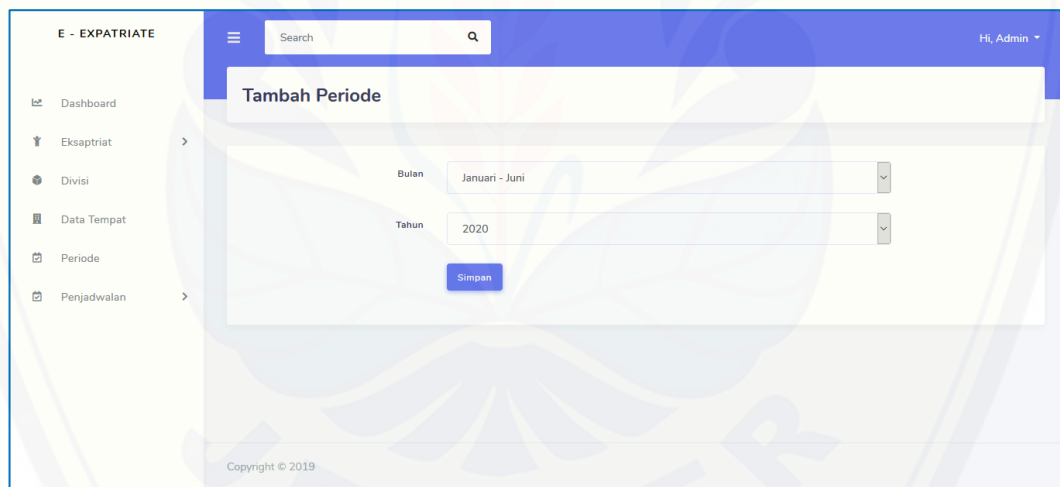 E - EXPATRIATE
Search
Hi, Admin
Tambah Periode
Dashboard
Eksaptriat
Divisi
Data Tempat
Periode
Penjadwalan
Bulan
Januari - Juni
Tahun
2020
Simpan
Copyright © 2019